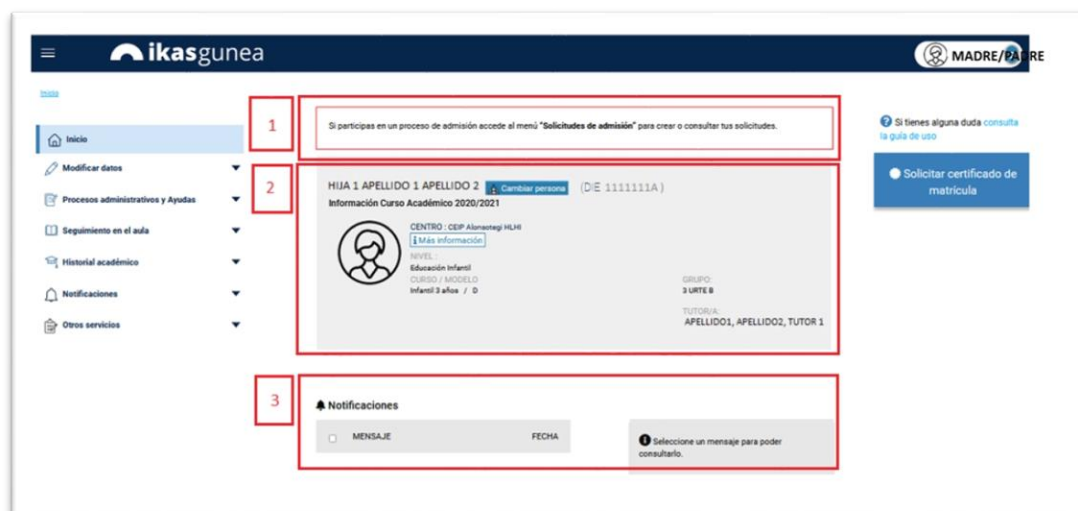 ikasgunea
MADRE/PADRE
Inicio
Inicio
Modificar datos
Procesos administrativos y Ayudas
Seguimiento en el aula
Historial académico
Notificaciones
Otros servicios
1
Si participas en un proceso de admisión accede al menú "Solicitudes de admisión" para crear o consultar tus solicitudes.
2
HIJA 1 APELLIDO 1 APELLIDO 2 Cambiar persona (DIE 1111111A)
Información Curso Académico 2020/2021
CENTRO : CEIP Alonsotegi HLHI
i Más información
NIVEL :
Educación Infantil
CURSO / MODELO
Infantil 3 años / D
GRUPO:
3 URTE B
TUTOR/A:
APELLIDO1, APELLIDO2, TUTOR 1
3
Notificaciones
MENSAJE FECHA
Seleccione un mensaje para poder
consultarlo.
Si tienes alguna duda consulta
la guía de uso
Solicitar certificado de
matrícula